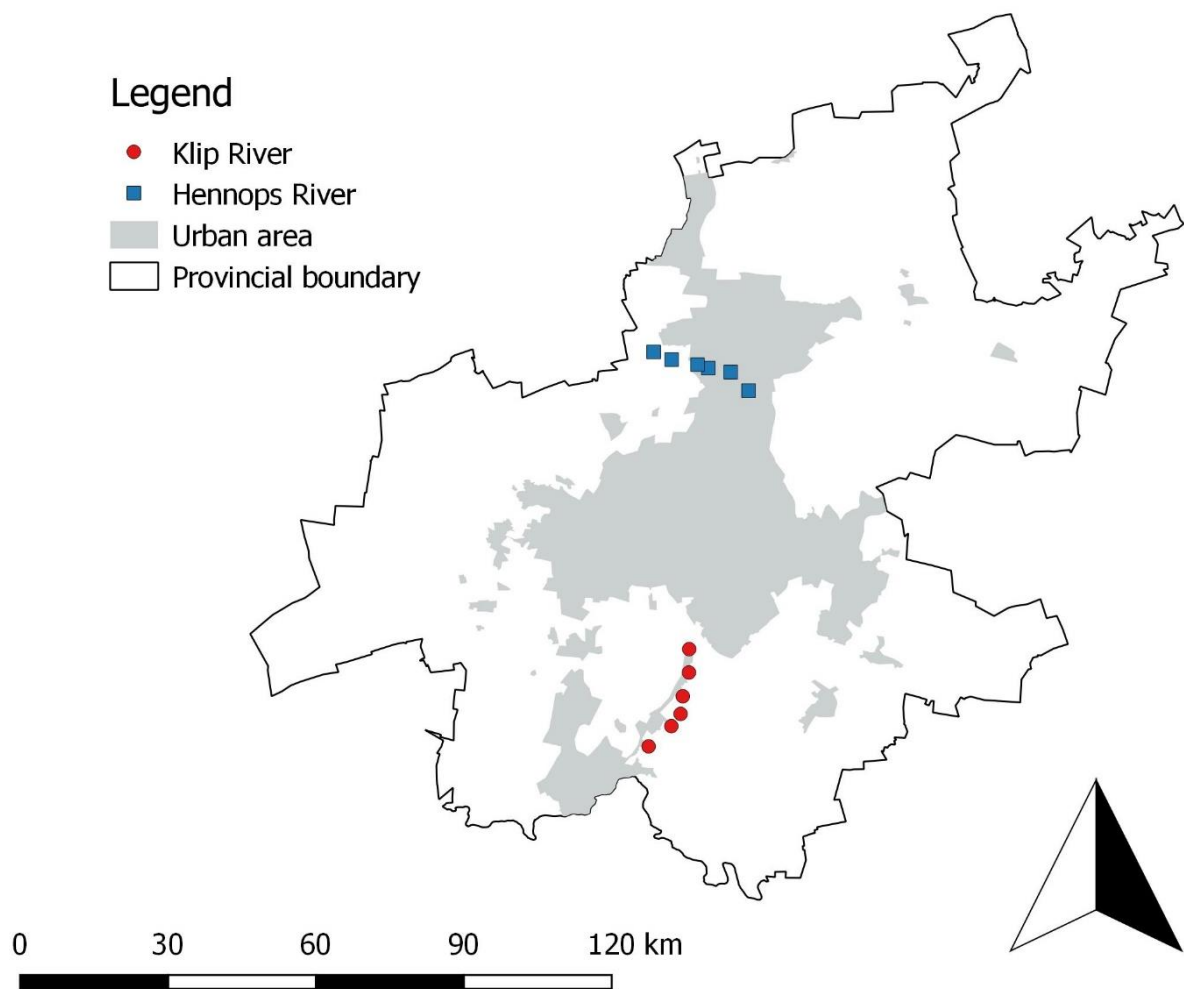 Legend
Klip River
Hennops River
Urban area
Provincial boundary
0 30 60 90 120 km